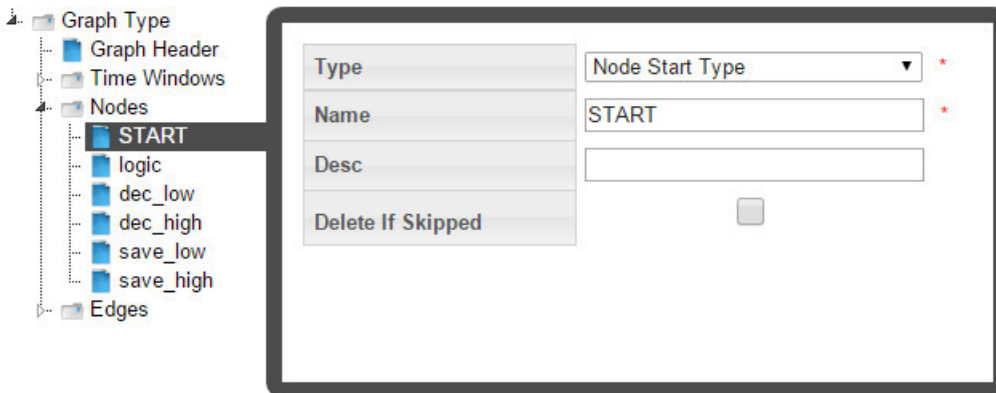 Graph Type
Graph Header
Time Windows
Nodes
START
logic
dec_low
dec_high
save_low
save_high
Edges
Type
Node Start Type
*
Name
START
*
Desc
Delete If Skipped